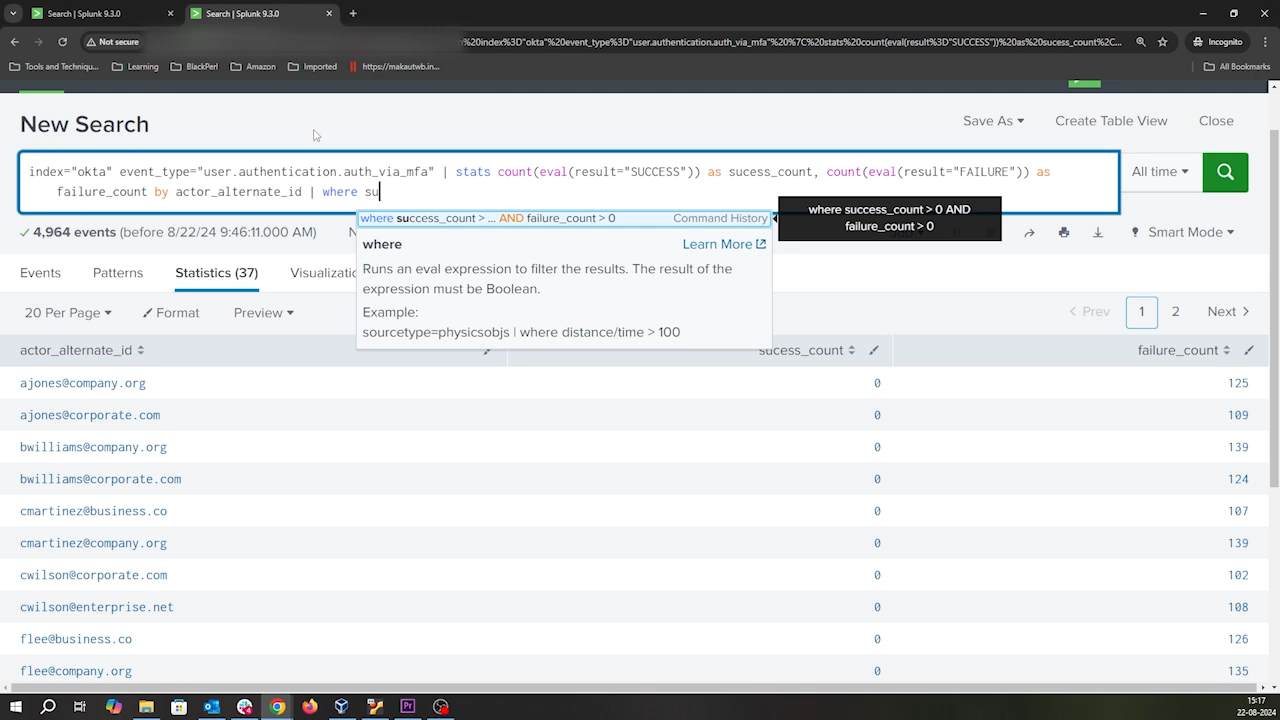 Search | Splunk 9.3.0
Search | Splunk 9.3.0
Not secure
%20index%3D"okta"%20event_type%3D"user.authentication.auth_via_mfa"%20%7C%20stats%20count(eval(result%3D"SUCCESS"))%20as%20sucess_count%2C...
Incognito
Tools and Techniqu...
Learning
BlackPerl
Amazon
Imported
https://makautwb.in...
All Bookmarks
New Search
Save As
Create Table View
Close
index="okta" event_type="user.authentication.auth_via_mfa" | stats count(eval(result="SUCCESS")) as sucess_count, count(eval(result="FAILURE")) as
failure_count by actor_alternate_id | where su
All time
where success_count > ... AND failure_count > 0
Command History
where success_count > 0 AND
failure_count > 0
4,964 events (before 8/22/24 9:46:11.000 AM)
Smart Mode
where
Learn More
Runs an eval expression to filter the results. The result of the
expression must be Boolean.
Example:
sourcetype=physicsobjs | where distance/time > 100
Events
Patterns
Statistics (37)
20 Per Page
Format
Preview
Prev
1
2
Next
actor_alternate_id
sucess_count
failure_count
ajones@company.org 0 125
ajones@corporate.com 0 109
bwilliams@company.org 0 139
bwilliams@corporate.com 0 124
cmartinez@business.co 0 107
cmartinez@company.org 0 139
cwilson@corporate.com 0 102
cwilson@enterprise.net 0 108
flee@business.co 0 126
flee@company.org 0 135
15:17
22-08-2024